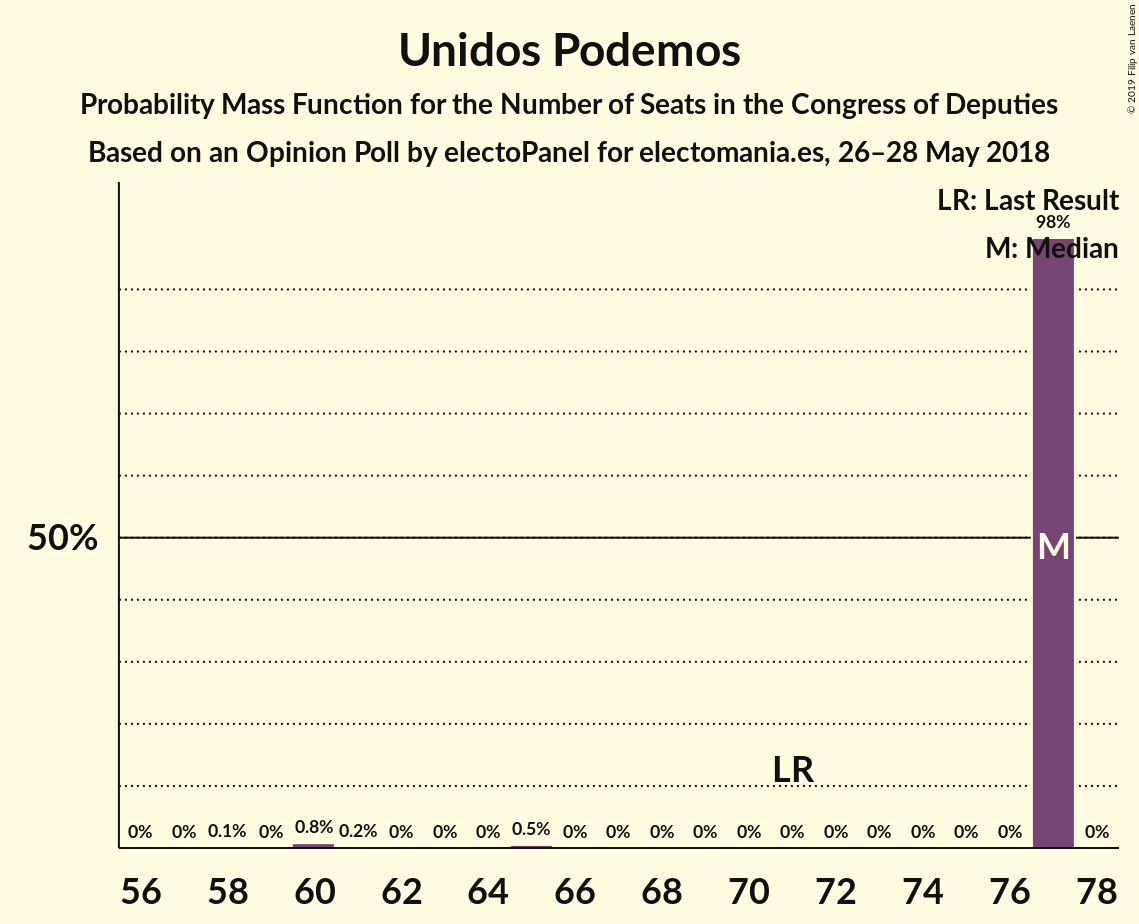 Unidos Podemos
Probability Mass Function for the Number of Seats in the Congress of Deputies
Based on an Opinion Poll by electoPanel for electomania.es, 26–28 May 2018
© 2019 Filip van Laenen
LR: Last Result
98%
M: Median
50%
M
LR
0% 0% 0.1% 0% 0.8% 0.2% 0% 0% 0% 0.5% 0% 0% 0% 0% 0% 0% 0% 0% 0% 0% 0% 0%
56 58 60 62 64 66 68 70 72 74 76 78